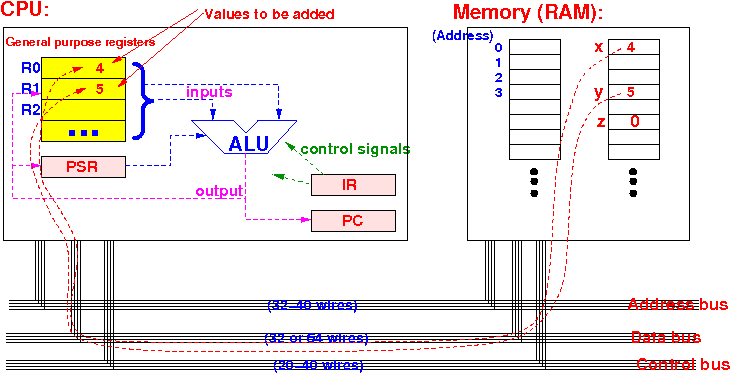 CPU:
Values to be added
Memory (RAM):
General purpose registers
(Address)
R0
4
R1
5
R2
...
inputs
ALU
control signals
PSR
output
IR
PC
0
1
2
3
x
4
y
5
z
0
(32-40 wires)
Address bus
(32 or 64 wires)
Data bus
(20-40 wires)
Control bus